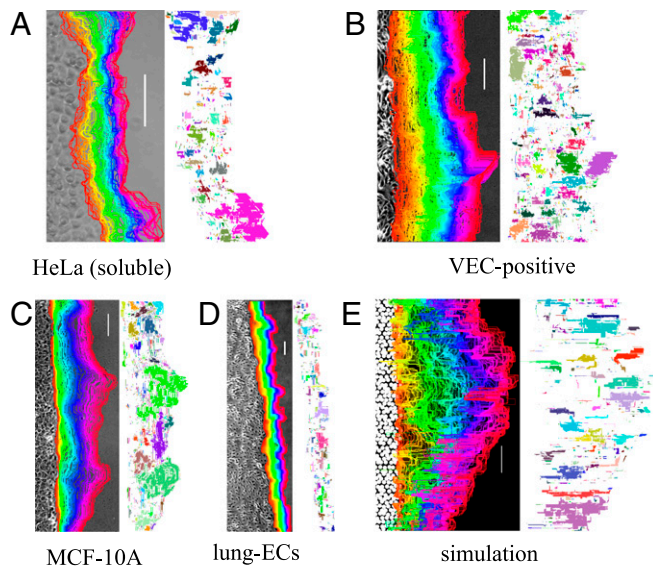 A
B
HeLa (soluble)
VEC-positive
C
D
E
MCF-10A
lung-ECs
simulation